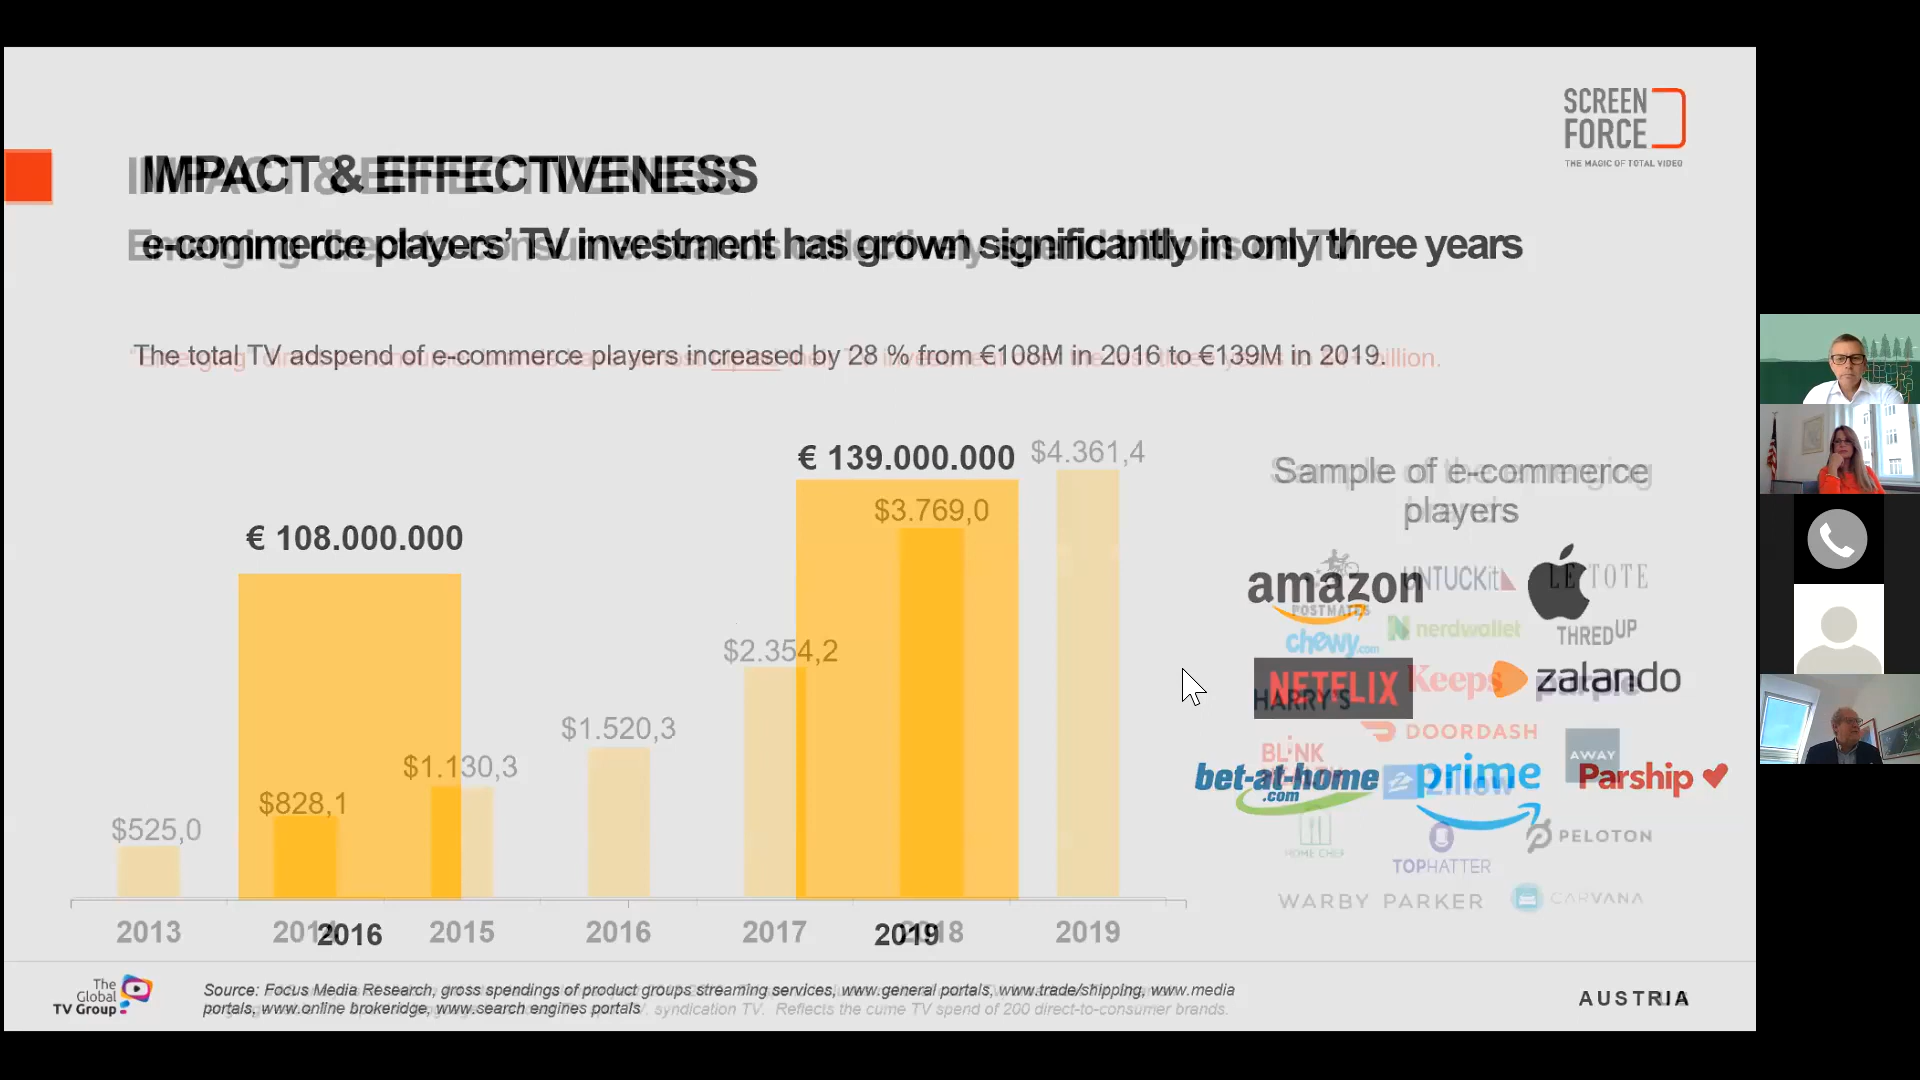 SCREEN
FORCE
THE MAGIC OF TOTAL VIDEO
IMPACT & EFFECTIVENESS
e-commerce players’ TV investment has grown significantly in only three years
The total TV adspend of e-commerce players increased by 28 % from €108M in 2016 to €139M in 2019.
€ 108.000.000
€ 139.000.000
$525,0
$828,1
$1.130,3
$1.520,3
$2.354,2
$3.769,0
$4.361,4
2013
2014
2016
2015
2016
2017
2019
2018
2019
Sample of e-commerce
players
amazon
POSTMATES
UNTUCKit
LE TOTE
chewy.com
nerdwallet
THREDUP
NETFLIX
HARRY'S
Keeps
zalando
purple
DOORDASH
BLINK
AWAY
bet-at-home
.com
Zillow
prime
Parship
HOME CHEF
TOPHATTER
PELOTON
WARBY PARKER
CARVANA
The
Global
TV Group
Source: Focus Media Research, gross spendings of product groups streaming services, www. general portals, www.trade/shipping, www.media
portals, www.online brokeridge, www.search engines portals
syndication TV. Reflects the cume TV spend of 200 direct-to-consumer brands.
AUSTRIA